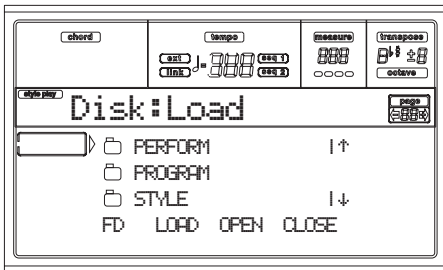 chord tempo measure transpose
ext ♩= 388 seq 1
link seq 2
octave
style play Disk:Load page
PERFORM
PROGRAM
STYLE
FD LOAD OPEN CLOSE